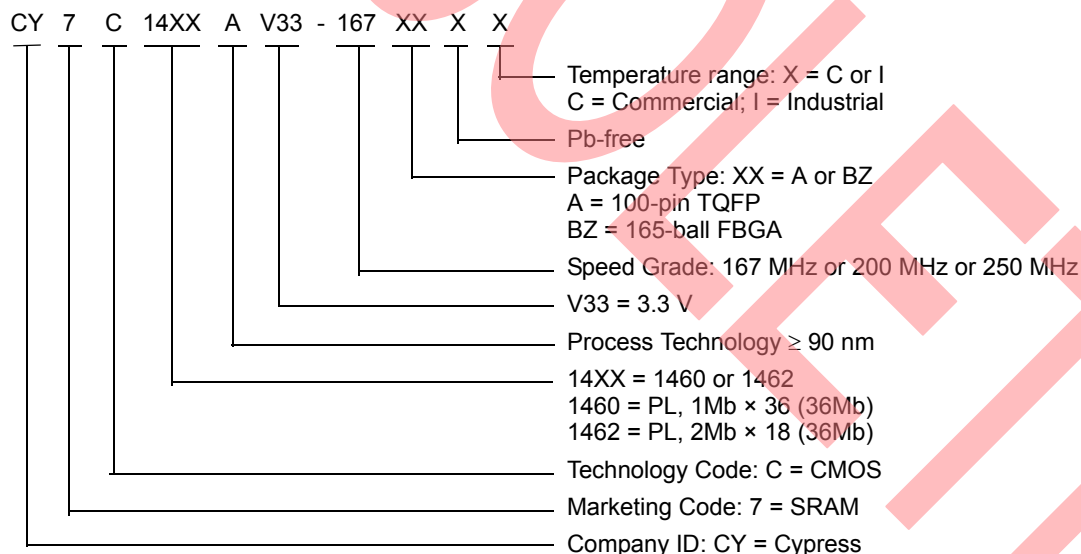 CY 7 C 14XX A V33 - 167 XX X X
Temperature range: X = C or I
C = Commercial; I = Industrial
Pb-free
Package Type: XX = A or BZ
A = 100-pin TQFP
BZ = 165-ball FBGA
Speed Grade: 167 MHz or 200 MHz or 250 MHz
V33 = 3.3 V
Process Technology ≥ 90 nm
14XX = 1460 or 1462
1460 = PL, 1Mb × 36 (36Mb)
1462 = PL, 2Mb × 18 (36Mb)
Technology Code: C = CMOS
Marketing Code: 7 = SRAM
Company ID: CY = Cypress